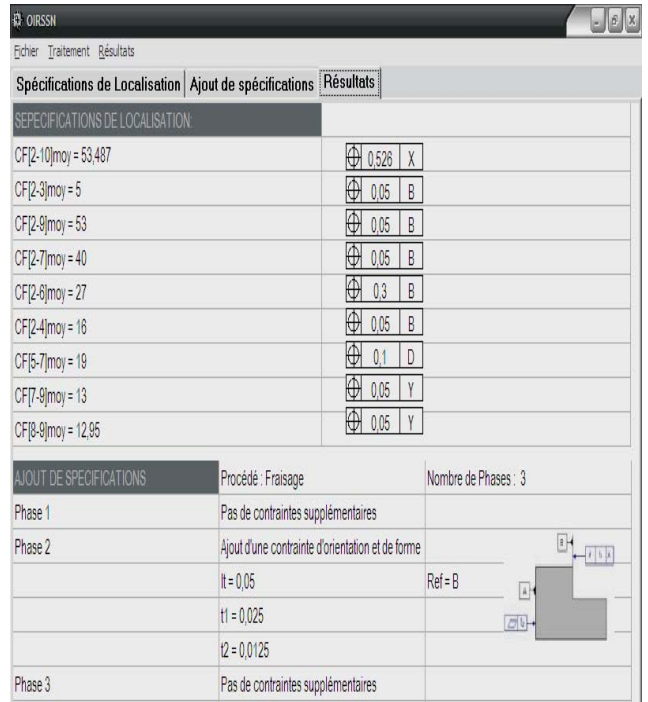 OIRSSN
Fichier Traitement Résultats
Spécifications de Localisation Ajout de spécifications Résultats
SEPECIFICATIONS DE LOCALISATION:
CF[2-10]moy = 53,487 0,526 X
CF[2-3]moy = 5 0,05 B
CF[2-9]moy = 53 0,05 B
CF[2-7]moy = 40 0,05 B
CF[2-6]moy = 27 0,3 B
CF[2-4]moy = 16 0,05 B
CF[5-7]moy = 19 0,1 D
CF[7-9]moy = 13 0,05 Y
CF[8-9]moy = 12,95 0,05 Y
AJOUT DE SPECIFICATIONS Procédé : Fraisage Nombre de Phases : 3
Phase 1 Pas de contraintes supplémentaires
Phase 2 Ajout d'une contrainte d'orientation et de forme
B
A
It = 0,05 Ref = B
A
t1 = 0,025
t2 = 0,0125
Phase 3 Pas de contraintes supplémentaires